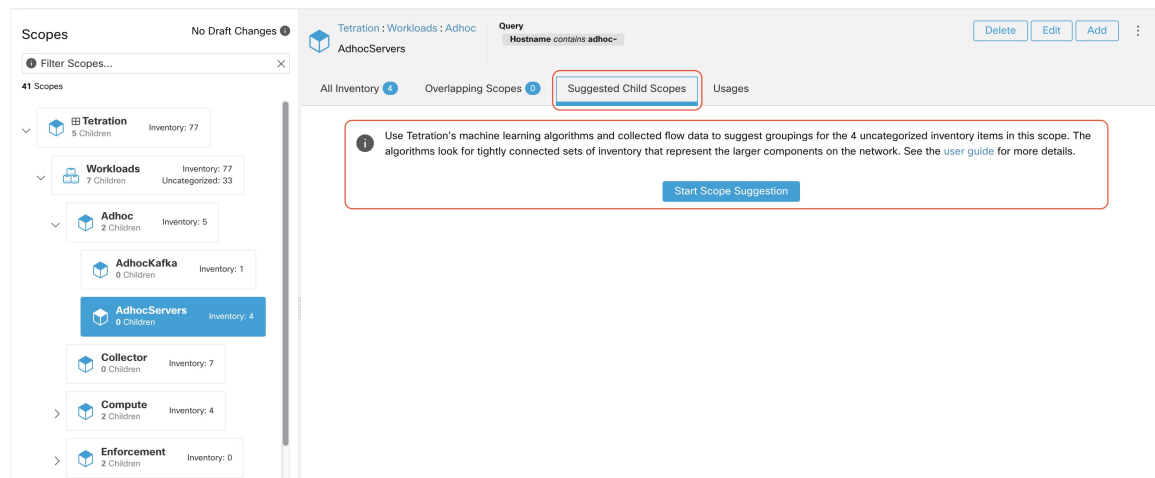 Scopes
No Draft Changes
Filter Scopes...
41 Scopes
Tetration
5 Children
Inventory: 77
Workloads
7 Children
Inventory: 77
Uncategorized: 33
Adhoc
2 Children
Inventory: 5
AdhocKafka
0 Children
Inventory: 1
AdhocServers
0 Children
Inventory: 4
Collector
0 Children
Inventory: 7
Compute
2 Children
Inventory: 4
Enforcement
2 Children
Inventory: 0
Tetration : Workloads : Adhoc
AdhocServers
Query
Hostname contains adhoc-
Delete Edit Add
All Inventory 4 Overlapping Scopes 0 Suggested Child Scopes Usages
Use Tetration's machine learning algorithms and collected flow data to suggest groupings for the 4 uncategorized inventory items in this scope. The
algorithms look for tightly connected sets of inventory that represent the larger components on the network. See the user guide for more details.
Start Scope Suggestion